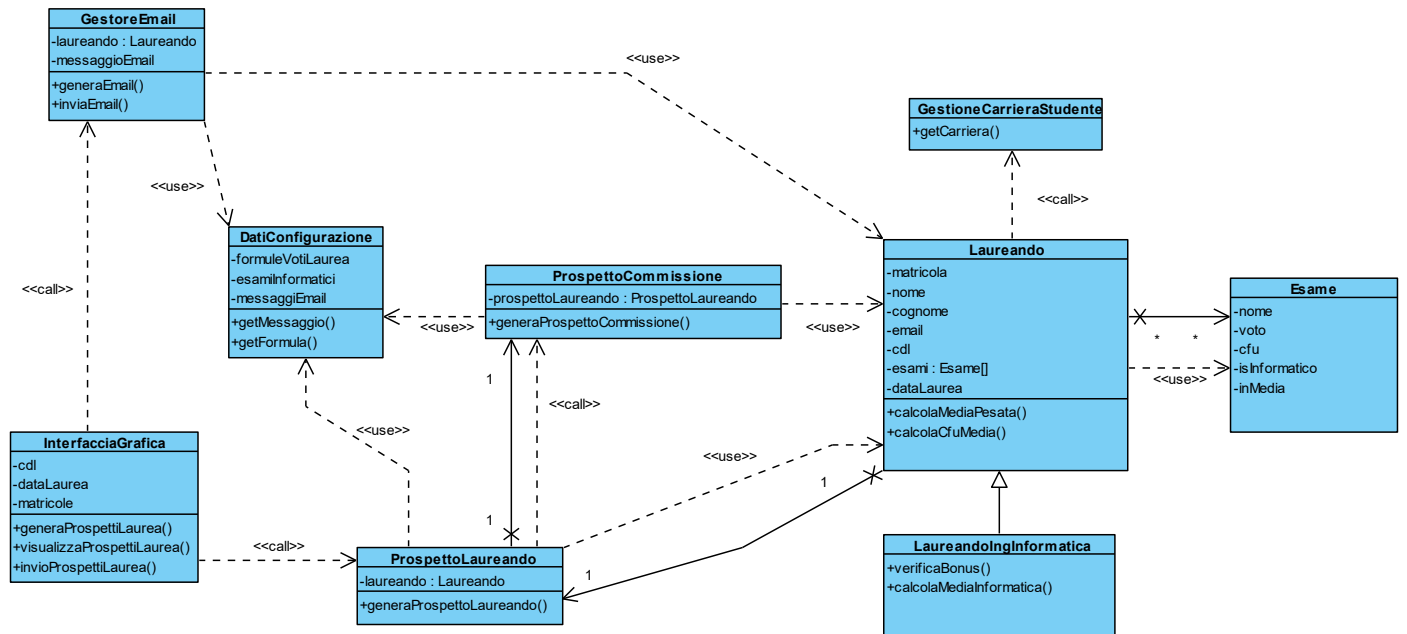 GestoreEmail
-laureando : Laureando
-messaggioEmail
+generaEmail()
+inviaEmail()
<<use>>
GestioneCarrieraStudente
+getCarriera()
<<use>>
<<call>>
DatiConfigurazione
-formuleVotiLaurea
-esamiInformatici
-messaggiEmail
+getMessaggio()
+getFormula()
<<call>>
ProspettoCommissione
-prospettoLaureando : ProspettoLaureando
+generaProspettoCommissione()
<<use>>
<<use>>
Laureando
-matricola
-nome
-cognome
-email
-cdl
-esami : Esame[]
-dataLaurea
+calcolaMediaPesata()
+calcolaCfuMedia()
Esame
-nome
-voto
-cfu
-isInformatico
-inMedia
*
*
<<use>>
1
<<call>>
<<use>>
<<use>>
1
1
1
InterfacciaGrafica
-cdl
-dataLaurea
-matricole
+generaProspettiLaurea()
+visualizzaProspettiLaurea()
+invioProspettiLaurea()
<<call>>
ProspettoLaureando
-laureando : Laureando
+generaProspettoLaureando()
LaureandoIngInformatica
+verificaBonus()
+calcolaMediaInformatica()